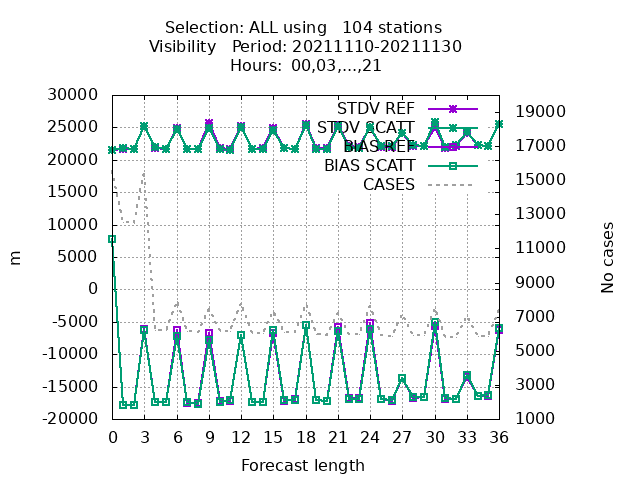 Selection: ALL using   104 stations
Visibility   Period: 20211110-20211130
Hours:  00,03,...,21
30000
25000
20000
15000
10000
5000
0
-5000
-10000
-15000
-20000
m
STDV REF
STDV SCATT
BIAS REF
BIAS SCATT
CASES
19000
17000
15000
13000
11000
9000
7000
5000
3000
1000
No cases
0 3 6 9 12 15 18 21 24 27 30 33 36
Forecast length